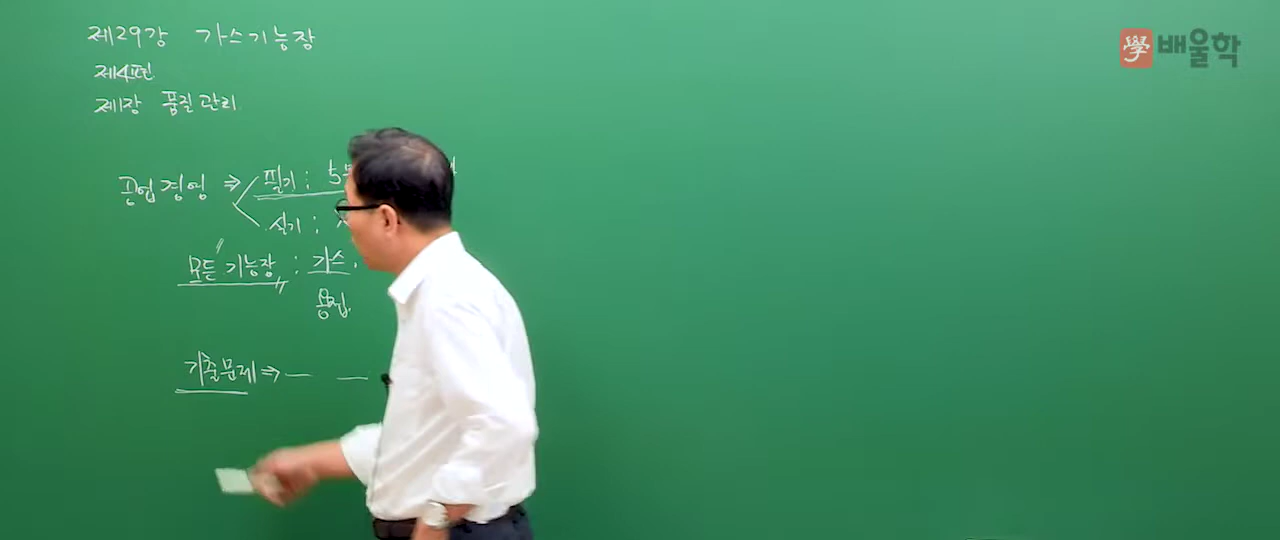 제29강 가스기능장
學 배울학
제4편
제1장 품질관리
공업경영 ⇒ 필기 : 5문
실기 :
"모든 기능장" : 가스.
용접.
기출문제 ⇒ — —